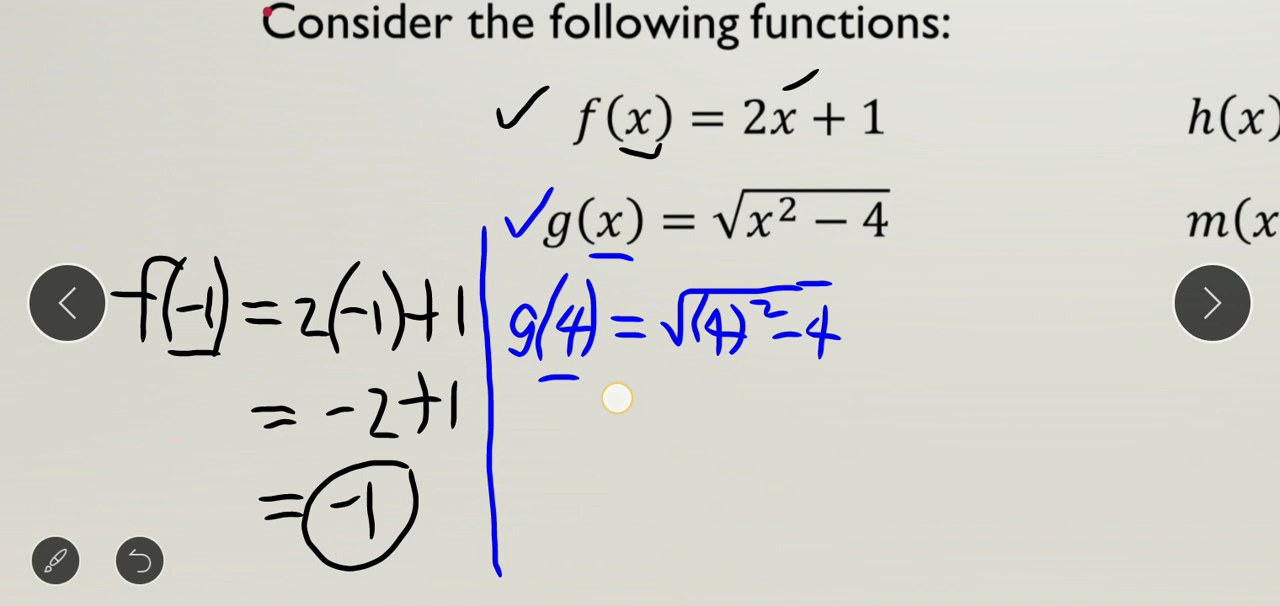 Consider the following functions:
f(x) = 2x + 1
h(x)
g(x) = √x² − 4
m(x
f(-1) = 2(-1)+1
= -2+1
= -1
g(4) = √(4)²-4